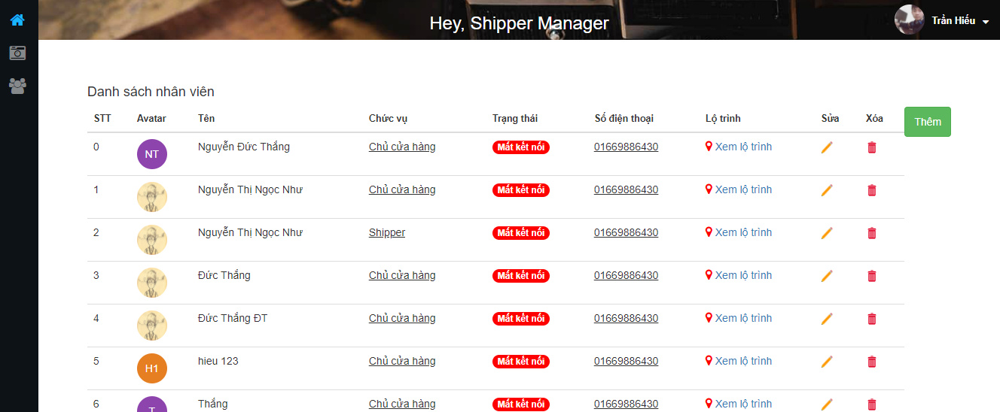 Hey, Shipper Manager
Trần Hiếu
Danh sách nhân viên
STT Avatar Tên Chức vụ Trạng thái Số điện thoại Lộ trình Sửa Xóa Thêm
0 NT Nguyễn Đức Thắng Chủ cửa hàng Mất kết nối 01669886430 Xem lộ trình
1 Nguyễn Thị Ngọc Như Chủ cửa hàng Mất kết nối 01669886430 Xem lộ trình
2 Nguyễn Thị Ngọc Như Shipper Mất kết nối 01669886430 Xem lộ trình
3 Đức Thắng Chủ cửa hàng Mất kết nối 01669886430 Xem lộ trình
4 Đức Thắng ĐT Chủ cửa hàng Mất kết nối 01669886430 Xem lộ trình
5 H1 hieu 123 Chủ cửa hàng Mất kết nối 01669886430 Xem lộ trình
6 T Thắng Chủ cửa hàng Mất kết nối 01669886430 Xem lộ trình